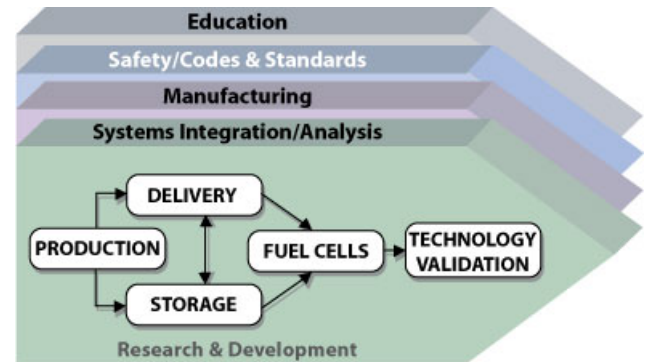 Education
Safety/Codes & Standards
Manufacturing
Systems Integration/Analysis
DELIVERY
PRODUCTION
FUEL CELLS
TECHNOLOGY
VALIDATION
STORAGE
Research & Development